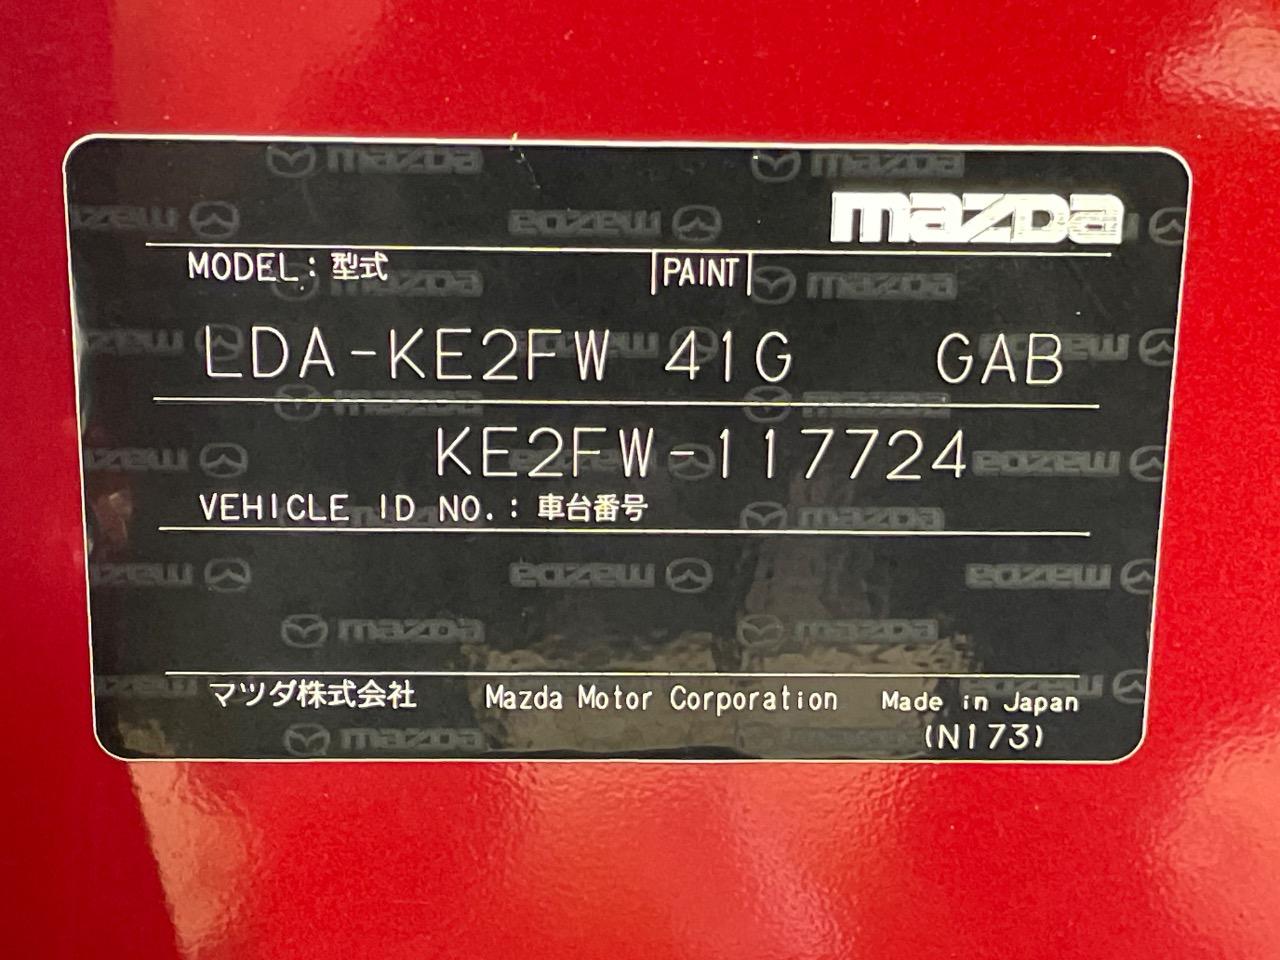 mazda
MODEL: 型式 PAINT
LDA-KE2FW 41G GAB
KE2FW-117724
VEHICLE ID NO.: 車台番号
マツダ株式会社 Mazda Motor Corporation Made in Japan
(N173)